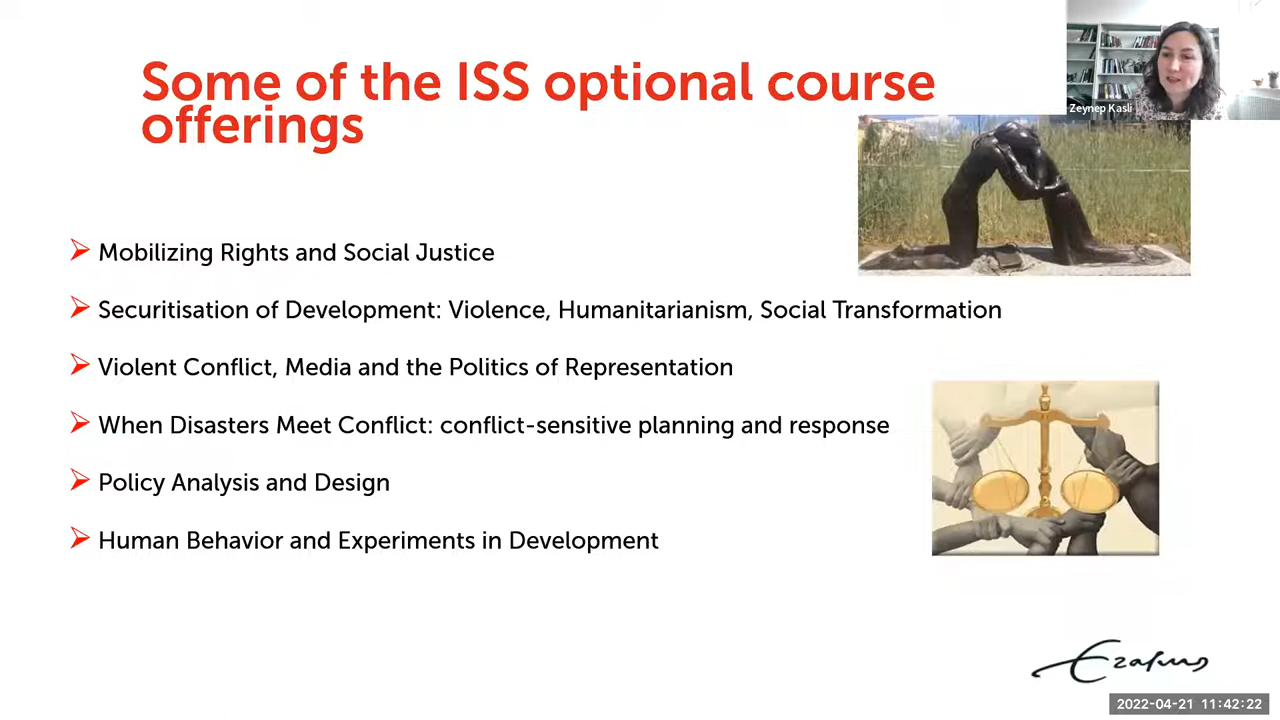 Some of the ISS optional course
offerings
Zeynep Kasli
Mobilizing Rights and Social Justice
Securitisation of Development: Violence, Humanitarianism, Social Transformation
Violent Conflict, Media and the Politics of Representation
When Disasters Meet Conflict: conflict-sensitive planning and response
Policy Analysis and Design
Human Behavior and Experiments in Development
Erasmus
2022-04-21 11:42:22